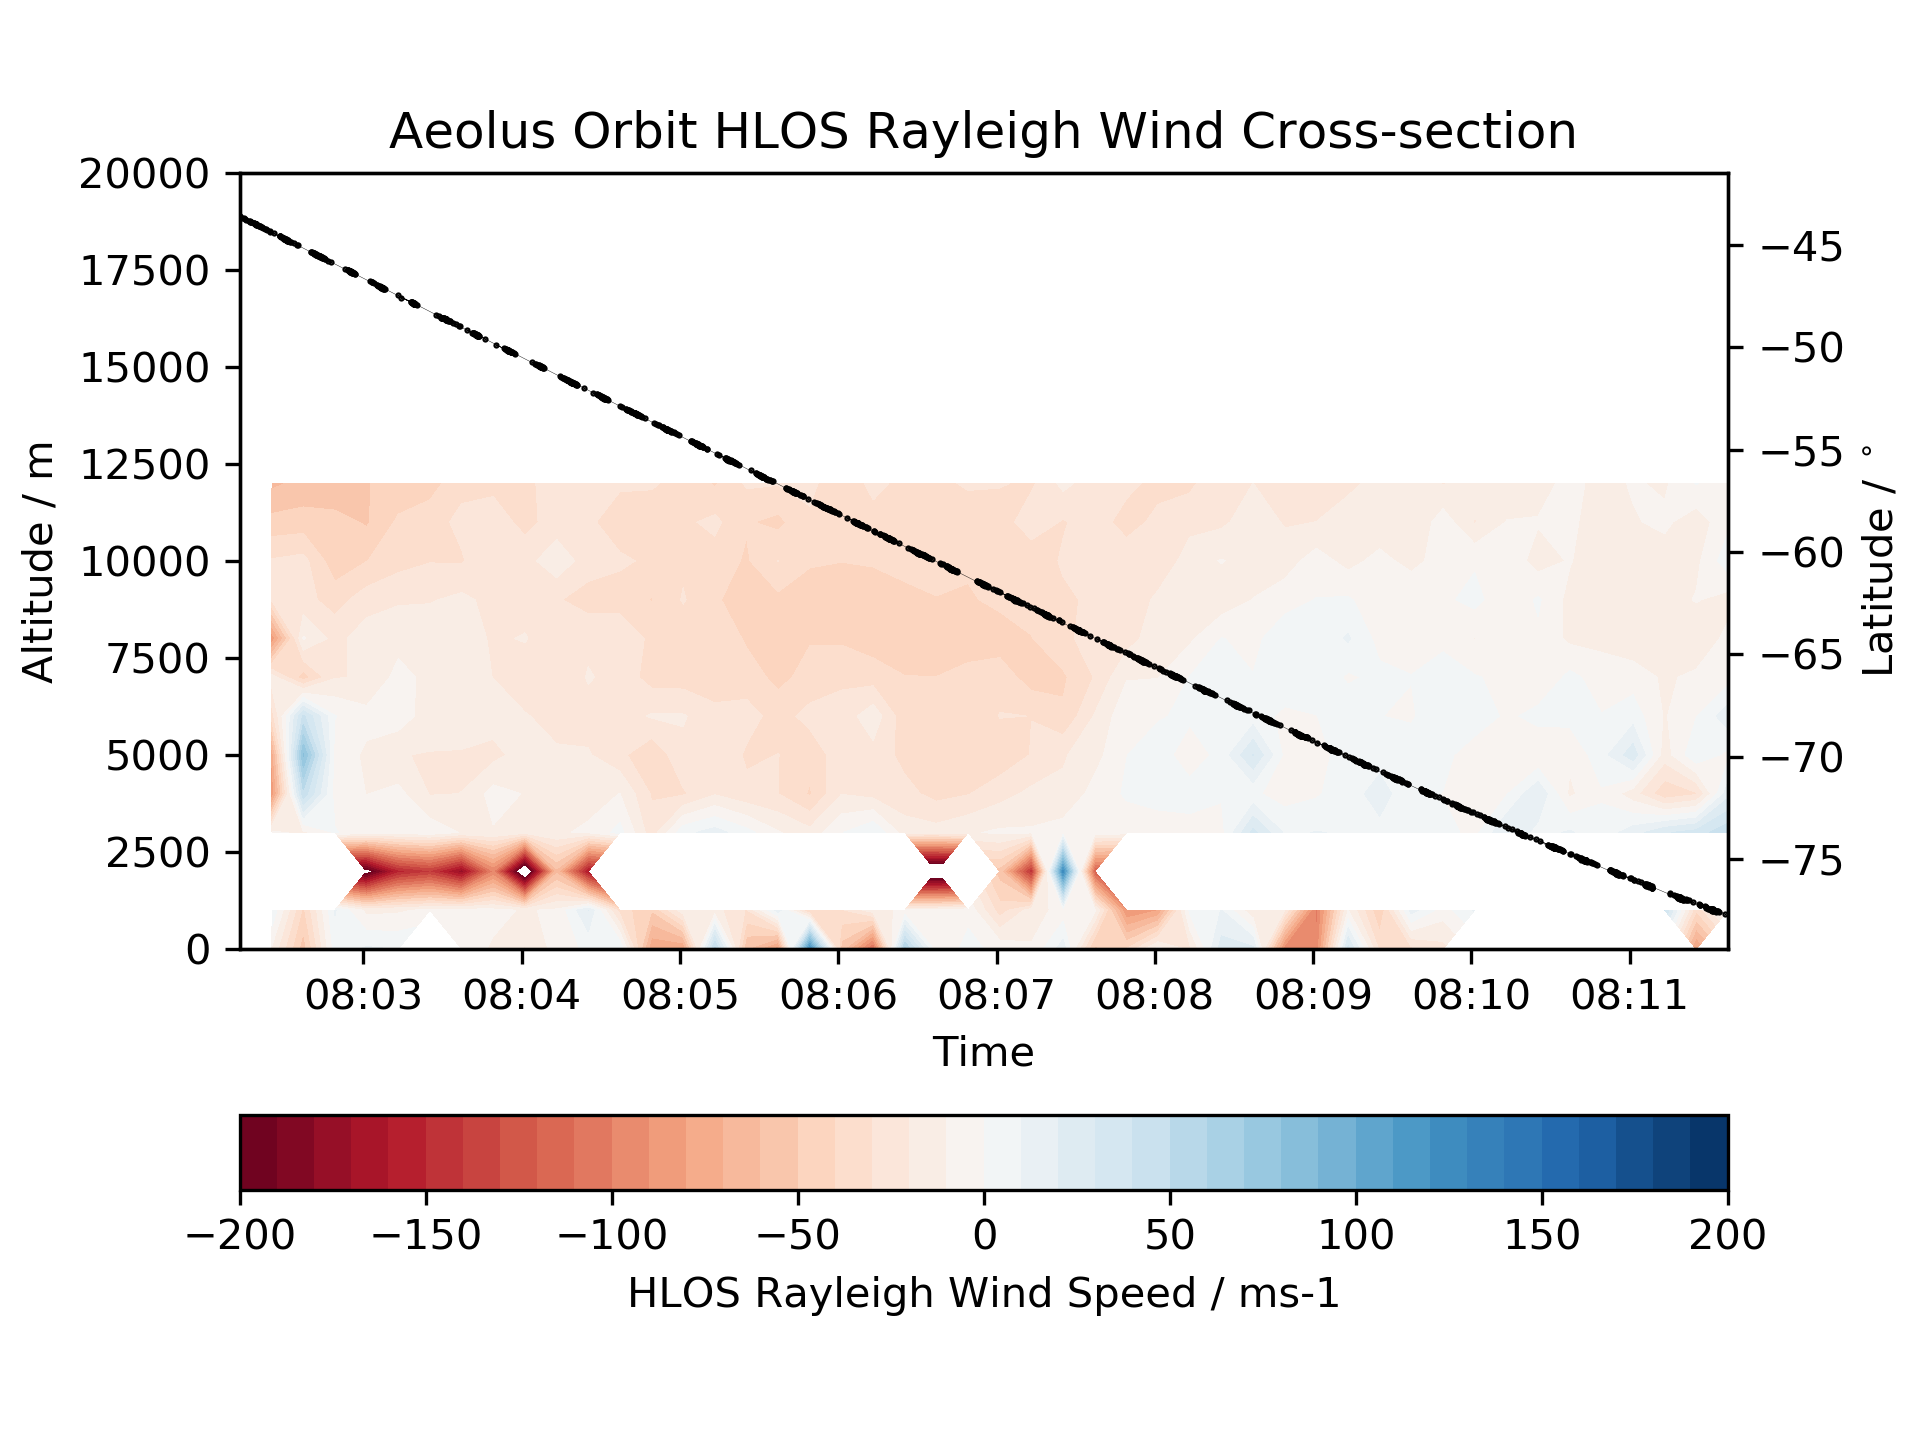 Aeolus Orbit HLOS Rayleigh Wind Cross-section
20000
17500
15000
12500
10000
7500
5000
2500
0
Altitude / m
−45
−50
−55
−60
−65
−70
−75
Latitude / °
08:03 08:04 08:05 08:06 08:07 08:08 08:09 08:10 08:11
Time
−200 −150 −100 −50 0 50 100 150 200
HLOS Rayleigh Wind Speed / ms-1